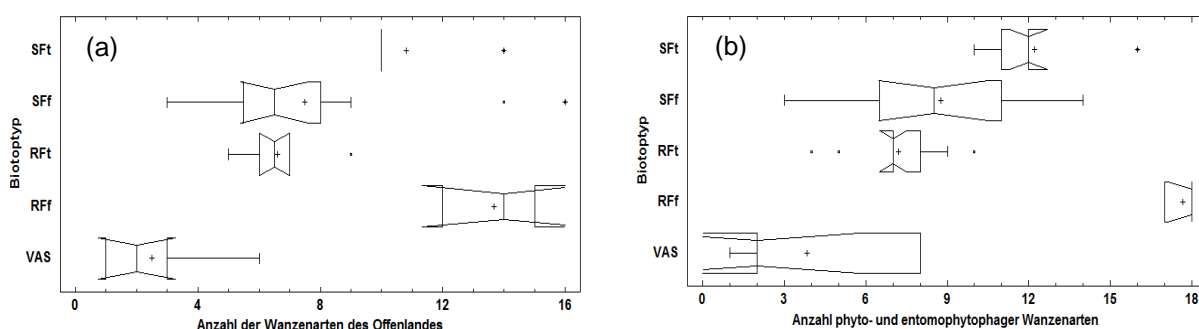 (a)
Biotoptyp
SFt
SFf
RFt
RFf
VAS
0 4 8 12 16
Anzahl der Wanzenarten des Offenlandes
(b)
Biotoptyp
SFt
SFf
RFt
RFf
VAS
0 3 6 9 12 15 18
Anzahl phyto- und entomophytophager Wanzenarten